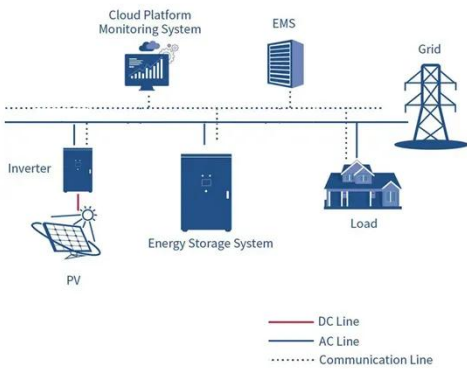 Cloud Platform
Monitoring System
EMS
Grid
Inverter
Energy Storage System
Load
PV
DC Line
AC Line
Communication Line